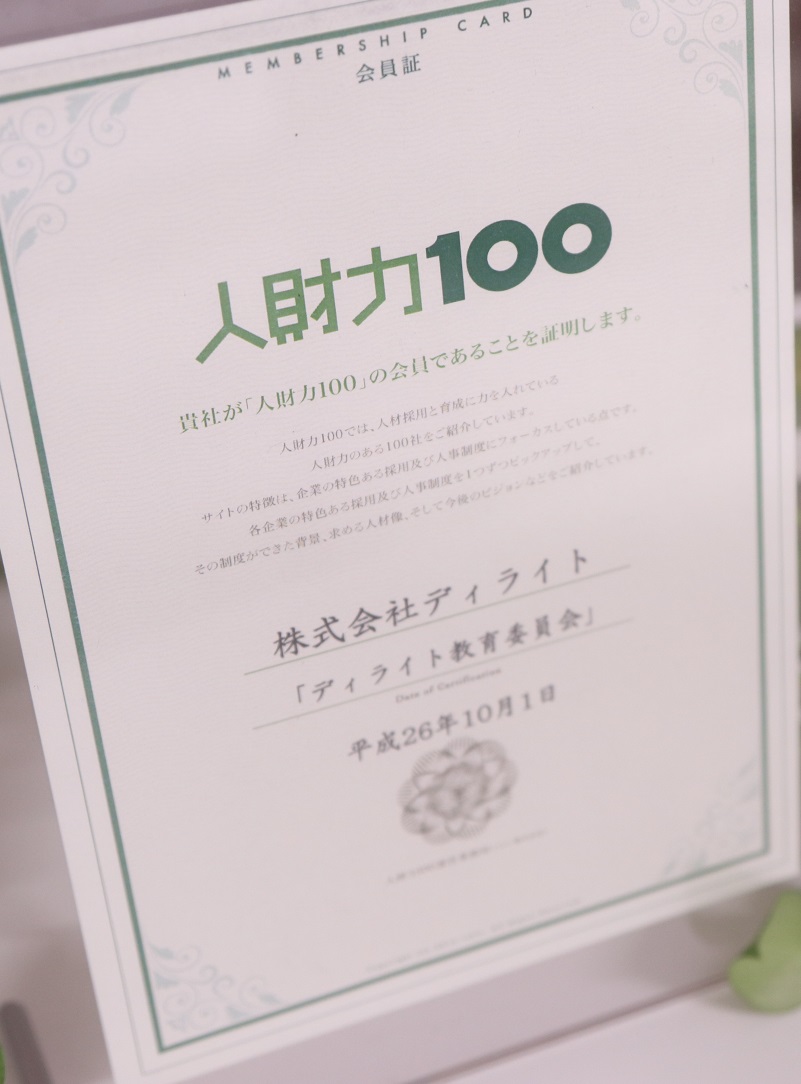 MEMBERSHIP CARD
会員証
人財力100
貴社が「人財力100」の会員であることを証明します。
人財力100では、人材採用と育成に力を入れている
人財力のある100社をご紹介しています。
サイトの特徴は、企業の特色ある採用及び人事制度にフォーカスしている点です。
各企業の特色ある採用及び人事制度を1つずつピックアップして、
その制度ができた背景、求める人材像、そして今後のビジョンなどをご紹介しています。
株式会社ディライト
「ディライト教育委員会」
Date of Certification
平成26年10月1日